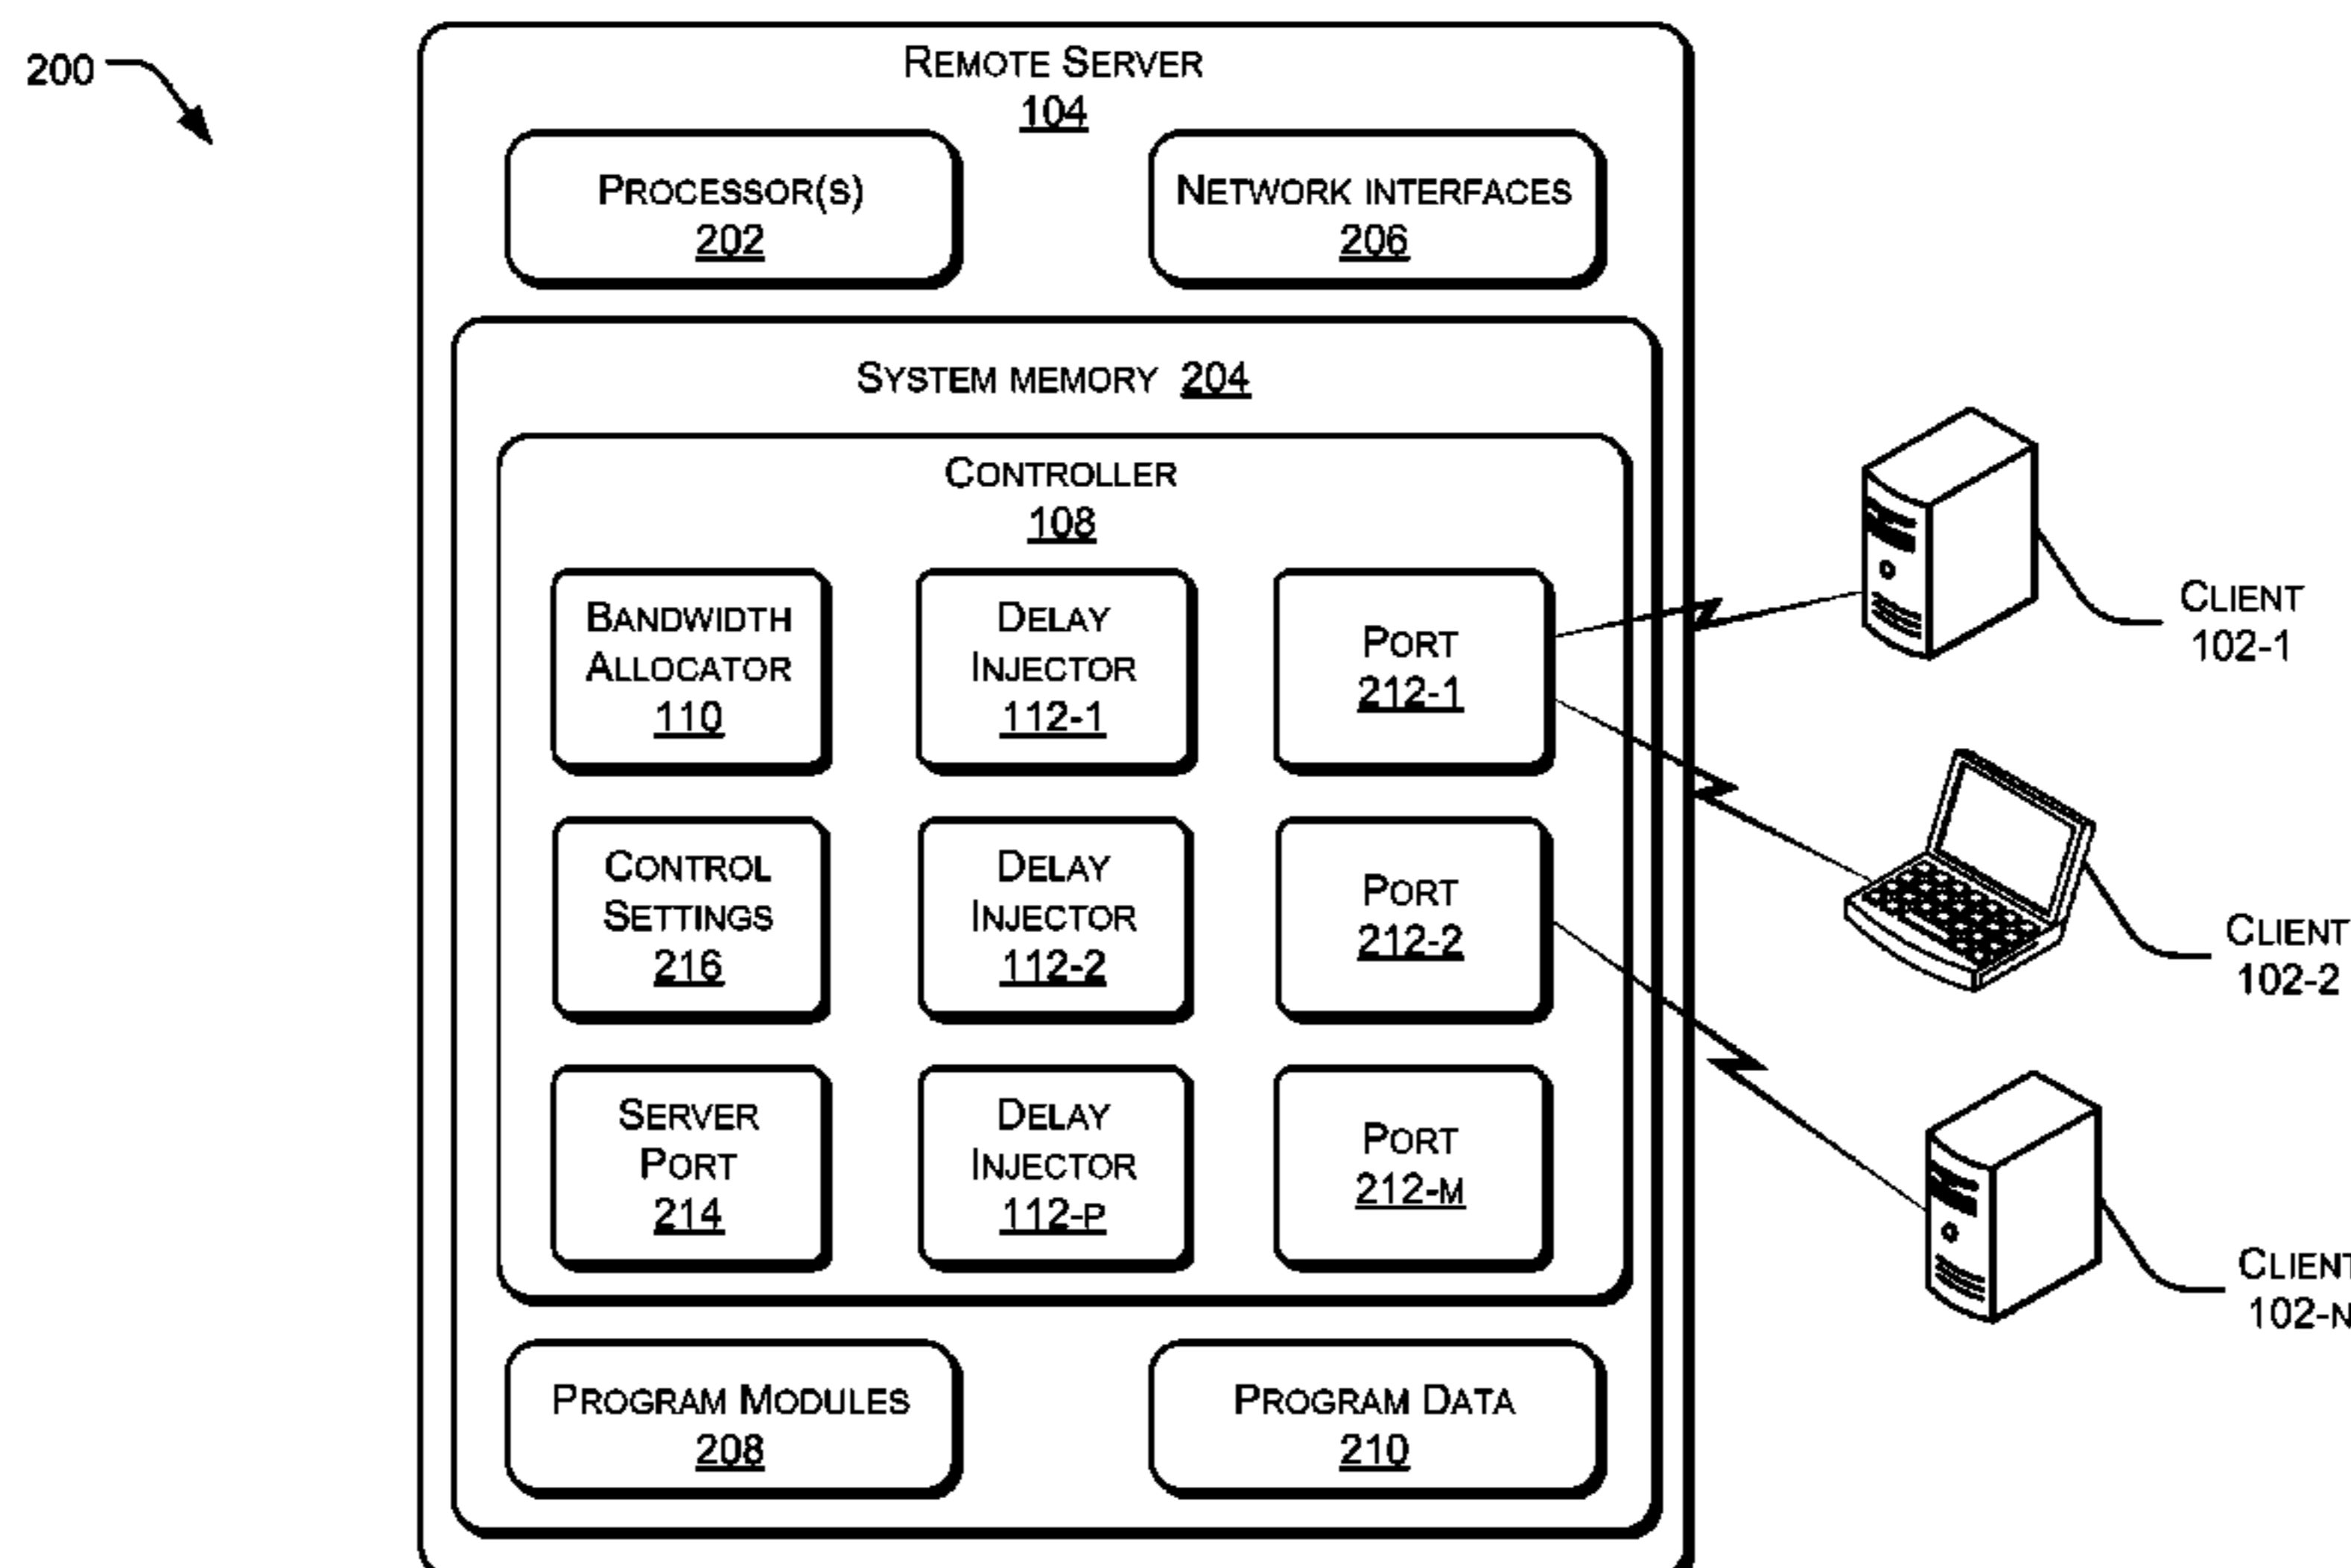 200
REMOTE SERVER
104
PROCESSOR(S)
202
NETWORK INTERFACES
206
SYSTEM MEMORY 204
CONTROLLER
108
BANDWIDTH
ALLOCATOR
110
DELAY
INJECTOR
112-1
PORT
212-1
CONTROL
SETTINGS
216
DELAY
INJECTOR
112-2
PORT
212-2
SERVER
PORT
214
DELAY
INJECTOR
112-P
PORT
212-M
PROGRAM MODULES
208
PROGRAM DATA
210
CLIENT
102-1
CLIENT
102-2
CLIENT
102-N